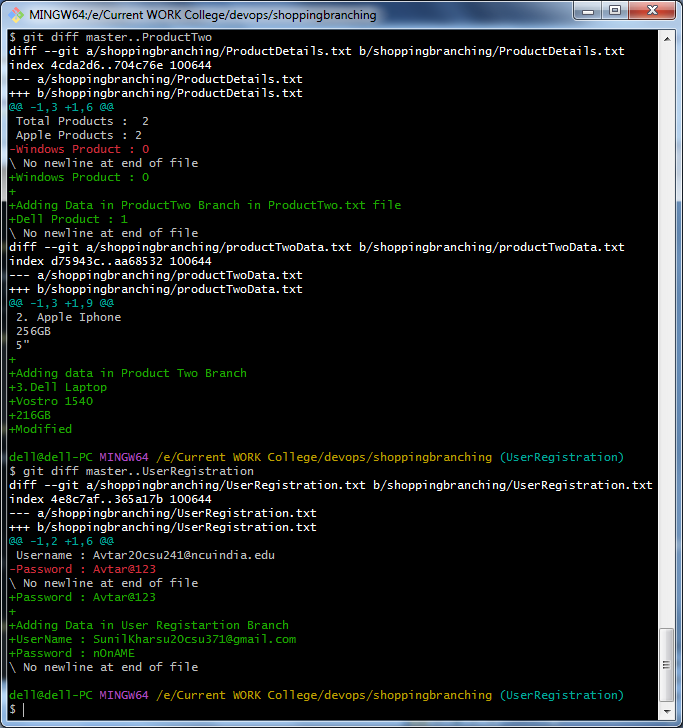 MINGW64:/e/Current WORK College/devops/shoppingbranching
$ git diff master..ProductTwo
diff --git a/shoppingbranching/ProductDetails.txt b/shoppingbranching/ProductDetails.txt
index 4cda2d6..704c76e 100644
--- a/shoppingbranching/ProductDetails.txt
+++ b/shoppingbranching/ProductDetails.txt
@@ -1,3 +1,6 @@
 Total Products :  2
 Apple Products : 2
-Windows Product : 0
\ No newline at end of file
+Windows Product : 0
+
+Adding Data in ProductTwo Branch in ProductTwo.txt file
+Dell Product : 1
\ No newline at end of file
diff --git a/shoppingbranching/productTwoData.txt b/shoppingbranching/productTwoData.txt
index d75943c..aa68532 100644
--- a/shoppingbranching/productTwoData.txt
+++ b/shoppingbranching/productTwoData.txt
@@ -1,3 +1,9 @@
 2. Apple Iphone
 256GB
 5"
+
+Adding data in Product Two Branch
+3.Dell Laptop
+Vostro 1540
+216GB
+Modified
dell@dell-PC MINGW64 /e/Current WORK College/devops/shoppingbranching (UserRegistration)
$ git diff master..UserRegistration
diff --git a/shoppingbranching/UserRegistration.txt b/shoppingbranching/UserRegistration.txt
index 4e8c7af..365a17b 100644
--- a/shoppingbranching/UserRegistration.txt
+++ b/shoppingbranching/UserRegistration.txt
@@ -1,2 +1,6 @@
 Username : Avtar20csu241@ncuindia.edu
-Password : Avtar@123
\ No newline at end of file
+Password : Avtar@123
+
+Adding Data in User Registartion Branch
+UserName : SunilKharsu20csu371@gmail.com
+Password : nOnAME
\ No newline at end of file
dell@dell-PC MINGW64 /e/Current WORK College/devops/shoppingbranching (UserRegistration)
$